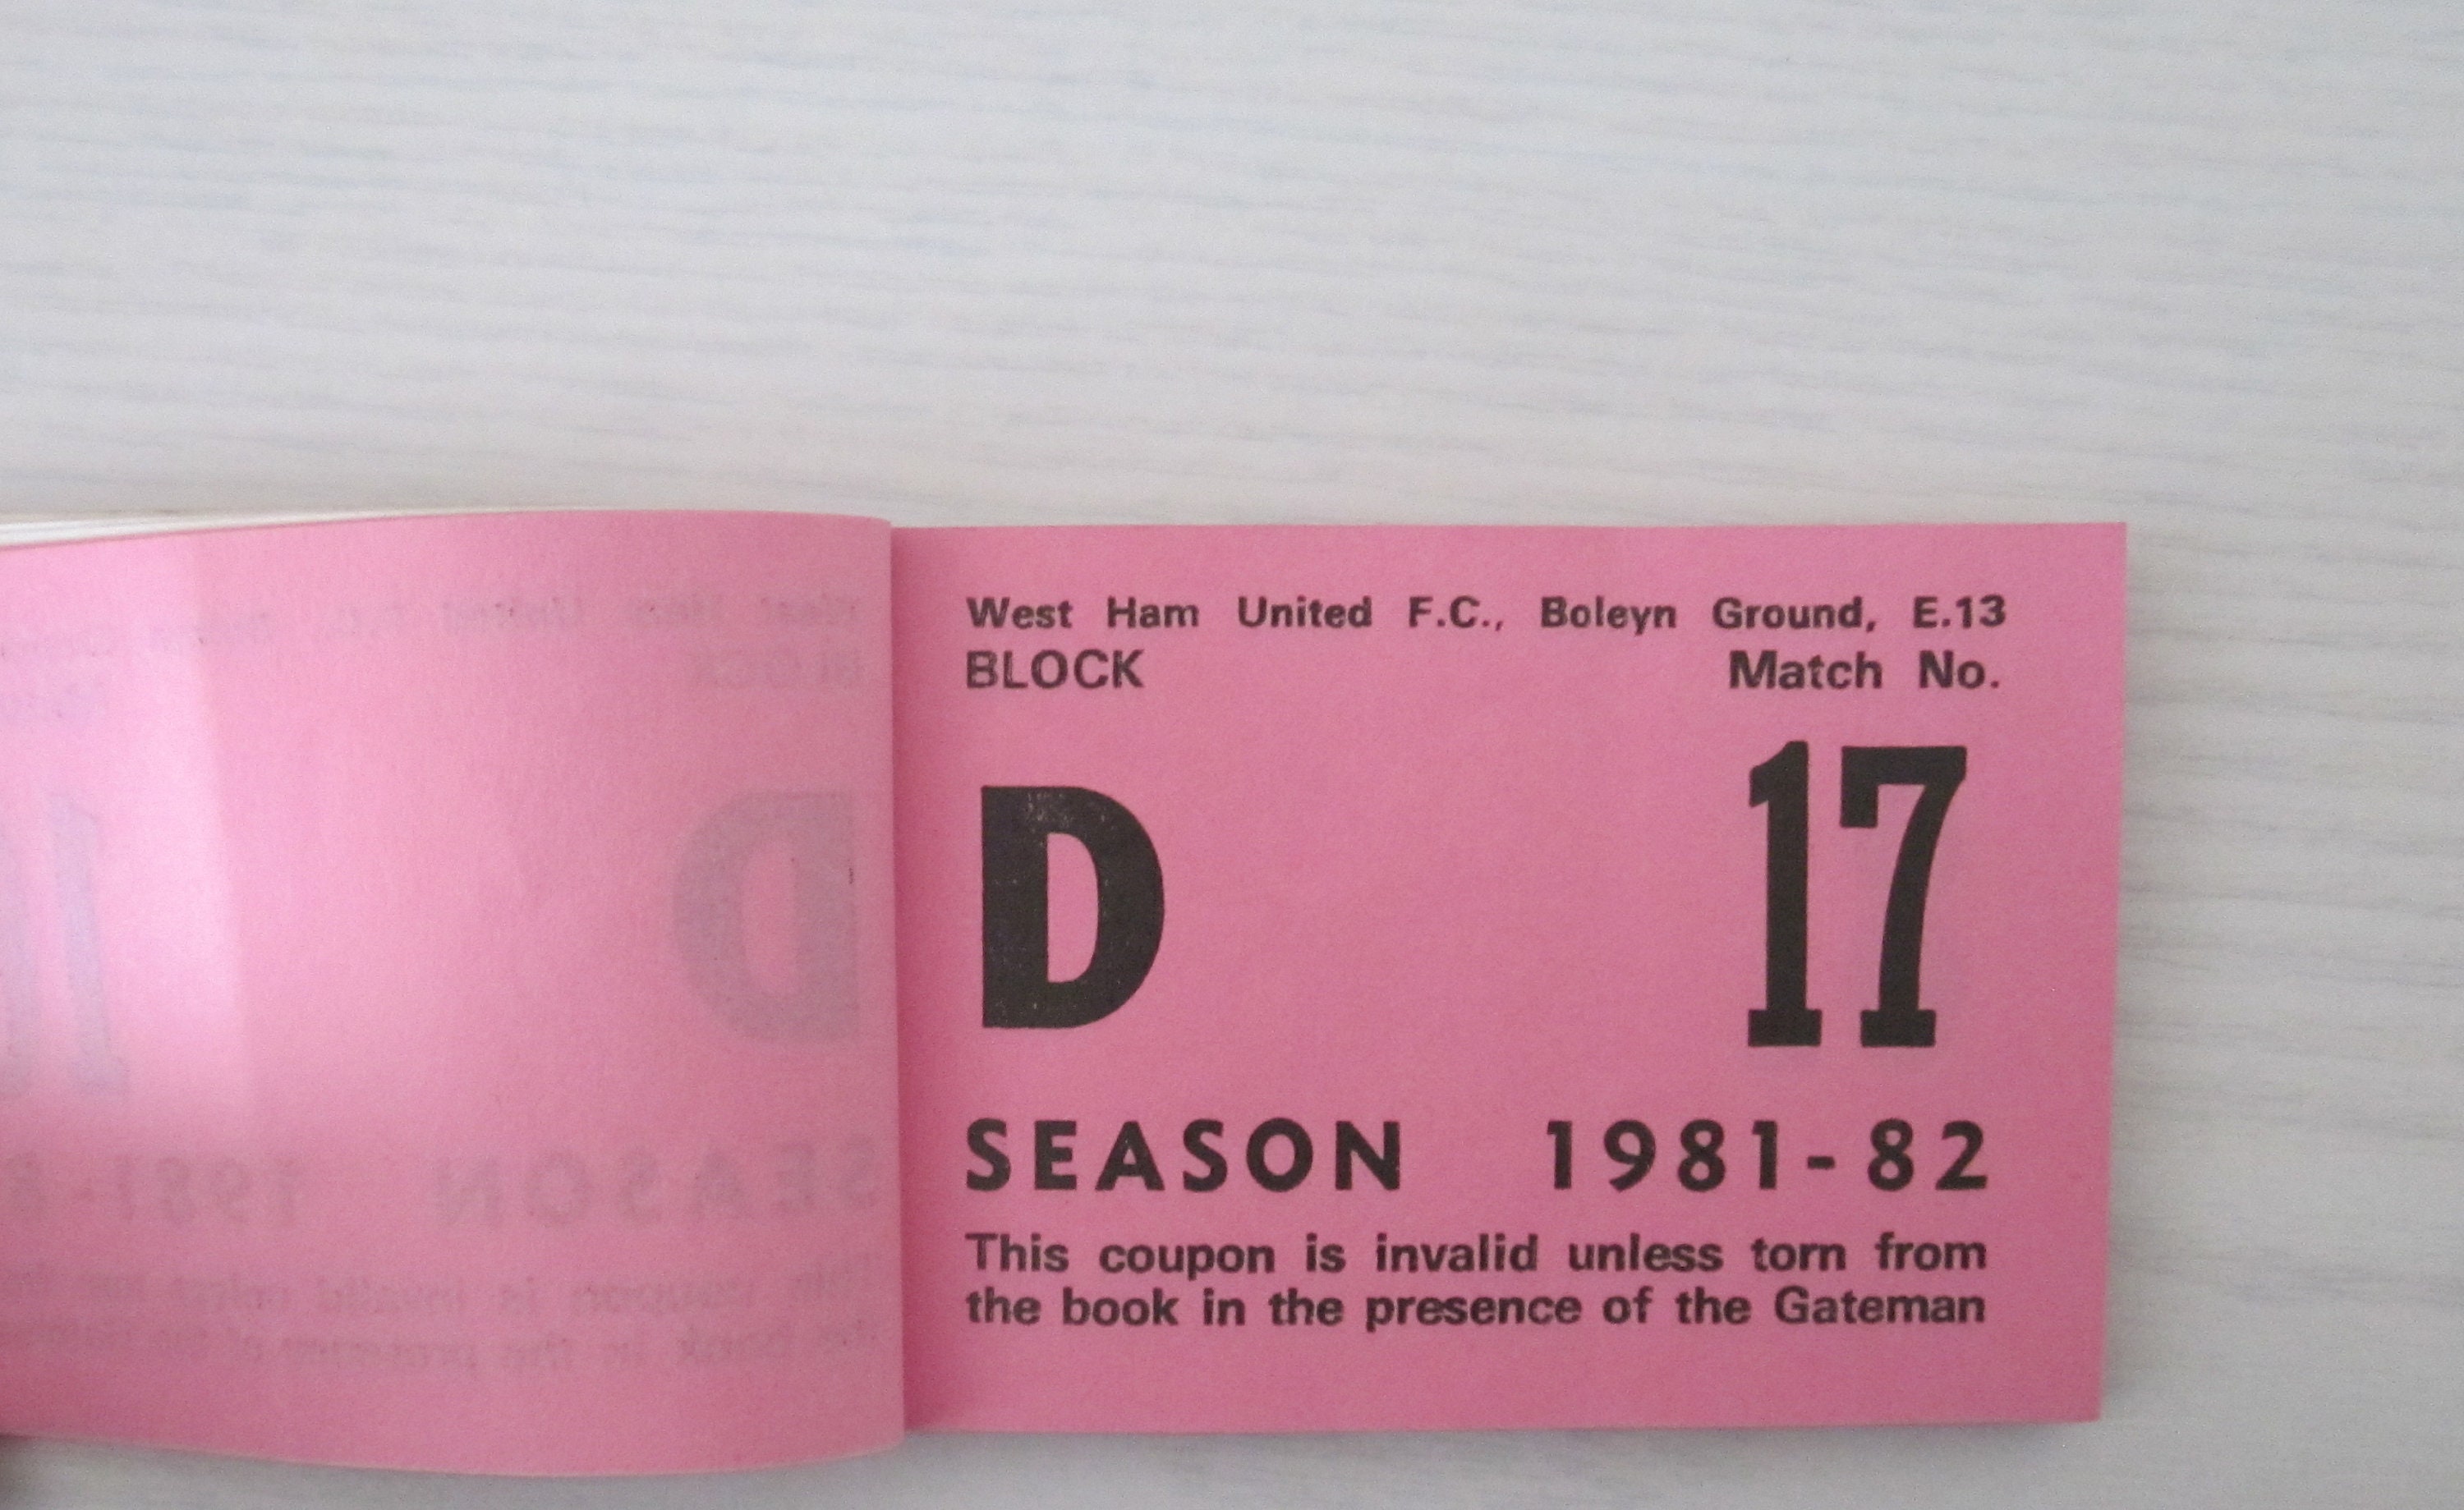 West Ham United F.C., Boleyn Ground, E.13
BLOCK Match No.
D 17
SEASON 1981-82
This coupon is invalid unless torn from
the book in the presence of the Gateman